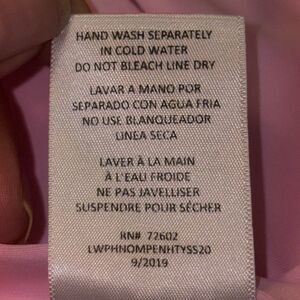 HAND WASH SEPARATELY
IN COLD WATER
DO NOT BLEACH LINE DRY
LAVAR A MANO POR
SEPARADO CON AGUA FRIA
NO USE BLANQUEADOR
LINEA SECA
LAVER À LA MAIN
À L'EAU FROIDE
NE PAS JAVELLISER
SUSPENDRE POUR SÉCHER
RN# 72602
LWPHNOMPENHTYSS20
9/2019